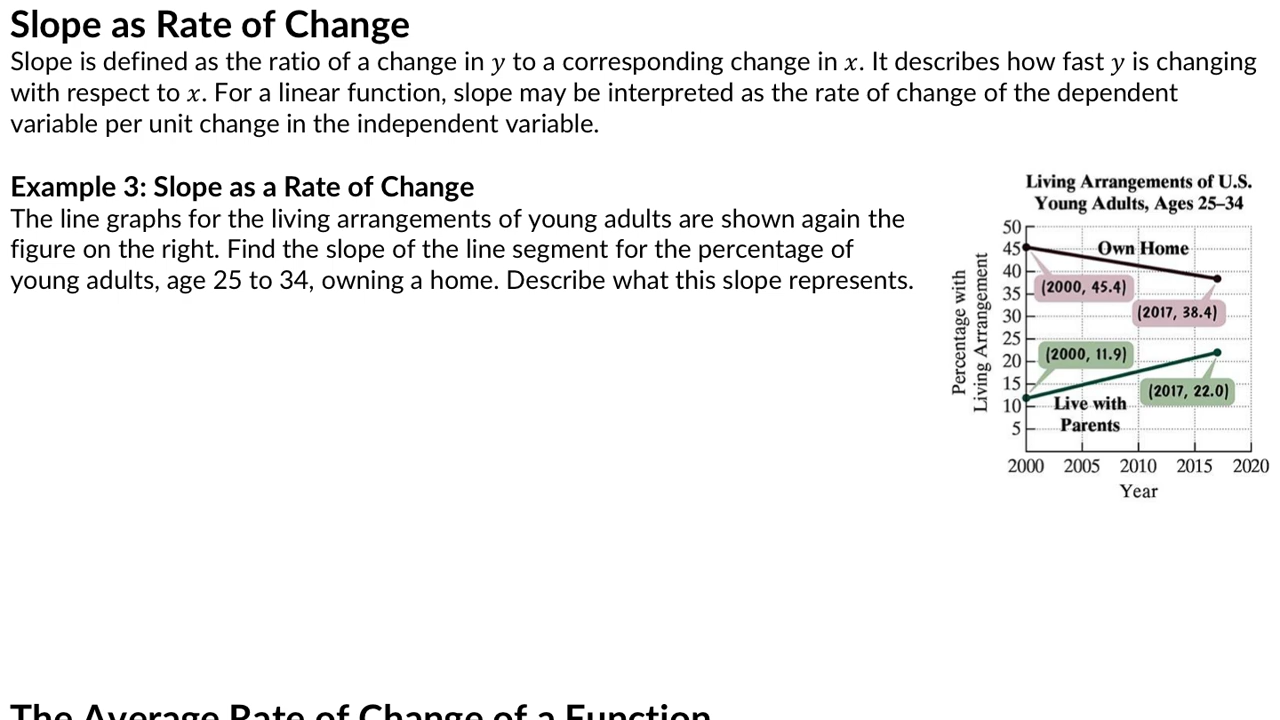 Slope as Rate of Change
Slope is defined as the ratio of a change in y to a corresponding change in x. It describes how fast y is changing
with respect to x. For a linear function, slope may be interpreted as the rate of change of the dependent
variable per unit change in the independent variable.
Example 3: Slope as a Rate of Change
The line graphs for the living arrangements of young adults are shown again the
figure on the right. Find the slope of the line segment for the percentage of
young adults, age 25 to 34, owning a home. Describe what this slope represents.
Living Arrangements of U.S.
Young Adults, Ages 25–34
Percentage with
Living Arrangement
50
45
40
35
30
25
20
15
10
5
Own Home
(2000, 45.4)
(2017, 38.4)
(2000, 11.9)
(2017, 22.0)
Live with
Parents
2000 2005 2010 2015 2020
Year
The Average Rate of Change of a Function